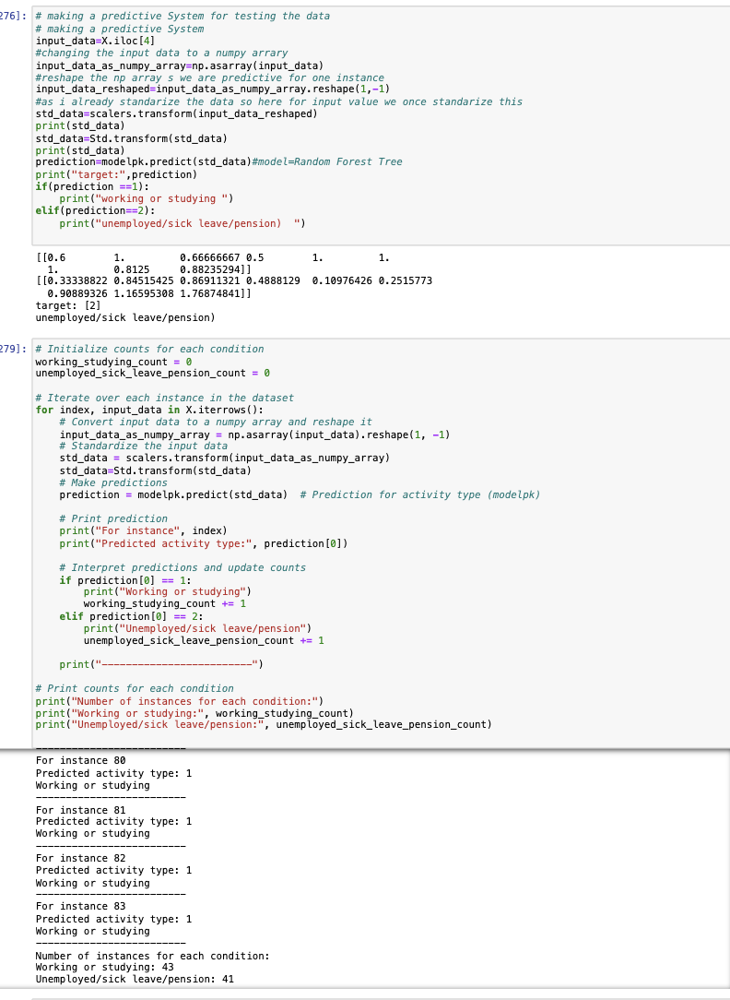 276]: # making a predictive System for testing the data
# making a predictive System
input_data=X.iloc[4]
#changing the input data to a numpy arrary
input_data_as_numpy_array=np.asarray(input_data)
#reshape the np array s we are predictive for one instance
input_data_reshaped=input_data_as_numpy_array.reshape(1,-1)
#as i already standarize the data so here for input value we once standarize this
std_data=scalers.transform(input_data_reshaped)
print(std_data)
std_data=Std.transform(std_data)
print(std_data)
prediction=modelpk.predict(std_data)#model=Random Forest Tree
print("target:",prediction)
if(prediction ==1):
    print("working or studying ")
elif(prediction==2):
    print("unemployed/sick leave/pension)  ")
[[0.6        1.         0.66666667 0.5        1.         1.
  1.         0.8125     0.88235294]]
[[0.33338822 0.84515425 0.86911321 0.4888129  0.10976426 0.2515773
  0.90889326 1.16595308 1.76874841]]
target: [2]
unemployed/sick leave/pension)
279]: # Initialize counts for each condition
working_studying_count = 0
unemployed_sick_leave_pension_count = 0
# Iterate over each instance in the dataset
for index, input_data in X.iterrows():
    # Convert input data to a numpy array and reshape it
    input_data_as_numpy_array = np.asarray(input_data).reshape(1, -1)
    # Standardize the input data
    std_data = scalers.transform(input_data_as_numpy_array)
    std_data=Std.transform(std_data)
    # Make predictions
    prediction = modelpk.predict(std_data)  # Prediction for activity type (modelpk)
    # Print prediction
    print("For instance", index)
    print("Predicted activity type:", prediction[0])
    # Interpret predictions and update counts
    if prediction[0] == 1:
        print("Working or studying")
        working_studying_count += 1
    elif prediction[0] == 2:
        print("Unemployed/sick leave/pension")
        unemployed_sick_leave_pension_count += 1
    print("-------------------------")
# Print counts for each condition
print("Number of instances for each condition:")
print("Working or studying:", working_studying_count)
print("Unemployed/sick leave/pension:", unemployed_sick_leave_pension_count)
-------------------------
For instance 80
Predicted activity type: 1
Working or studying
-------------------------
For instance 81
Predicted activity type: 1
Working or studying
-------------------------
For instance 82
Predicted activity type: 1
Working or studying
-------------------------
For instance 83
Predicted activity type: 1
Working or studying
-------------------------
Number of instances for each condition:
Working or studying: 43
Unemployed/sick leave/pension: 41